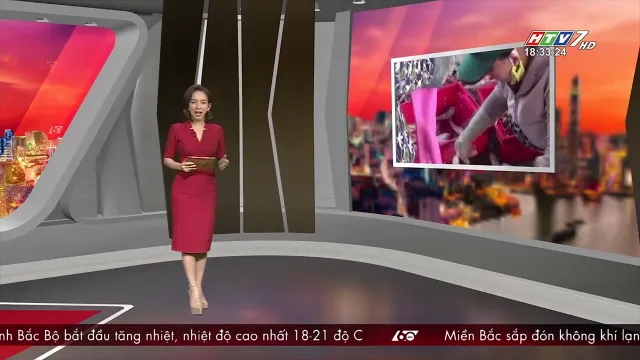 HTV7 HD
18:33:24
nh Bắc Bộ bắt đầu tăng nhiệt, nhiệt độ cao nhất 18-21 độ C 60 Miền Bắc sắp đón không khí lạn